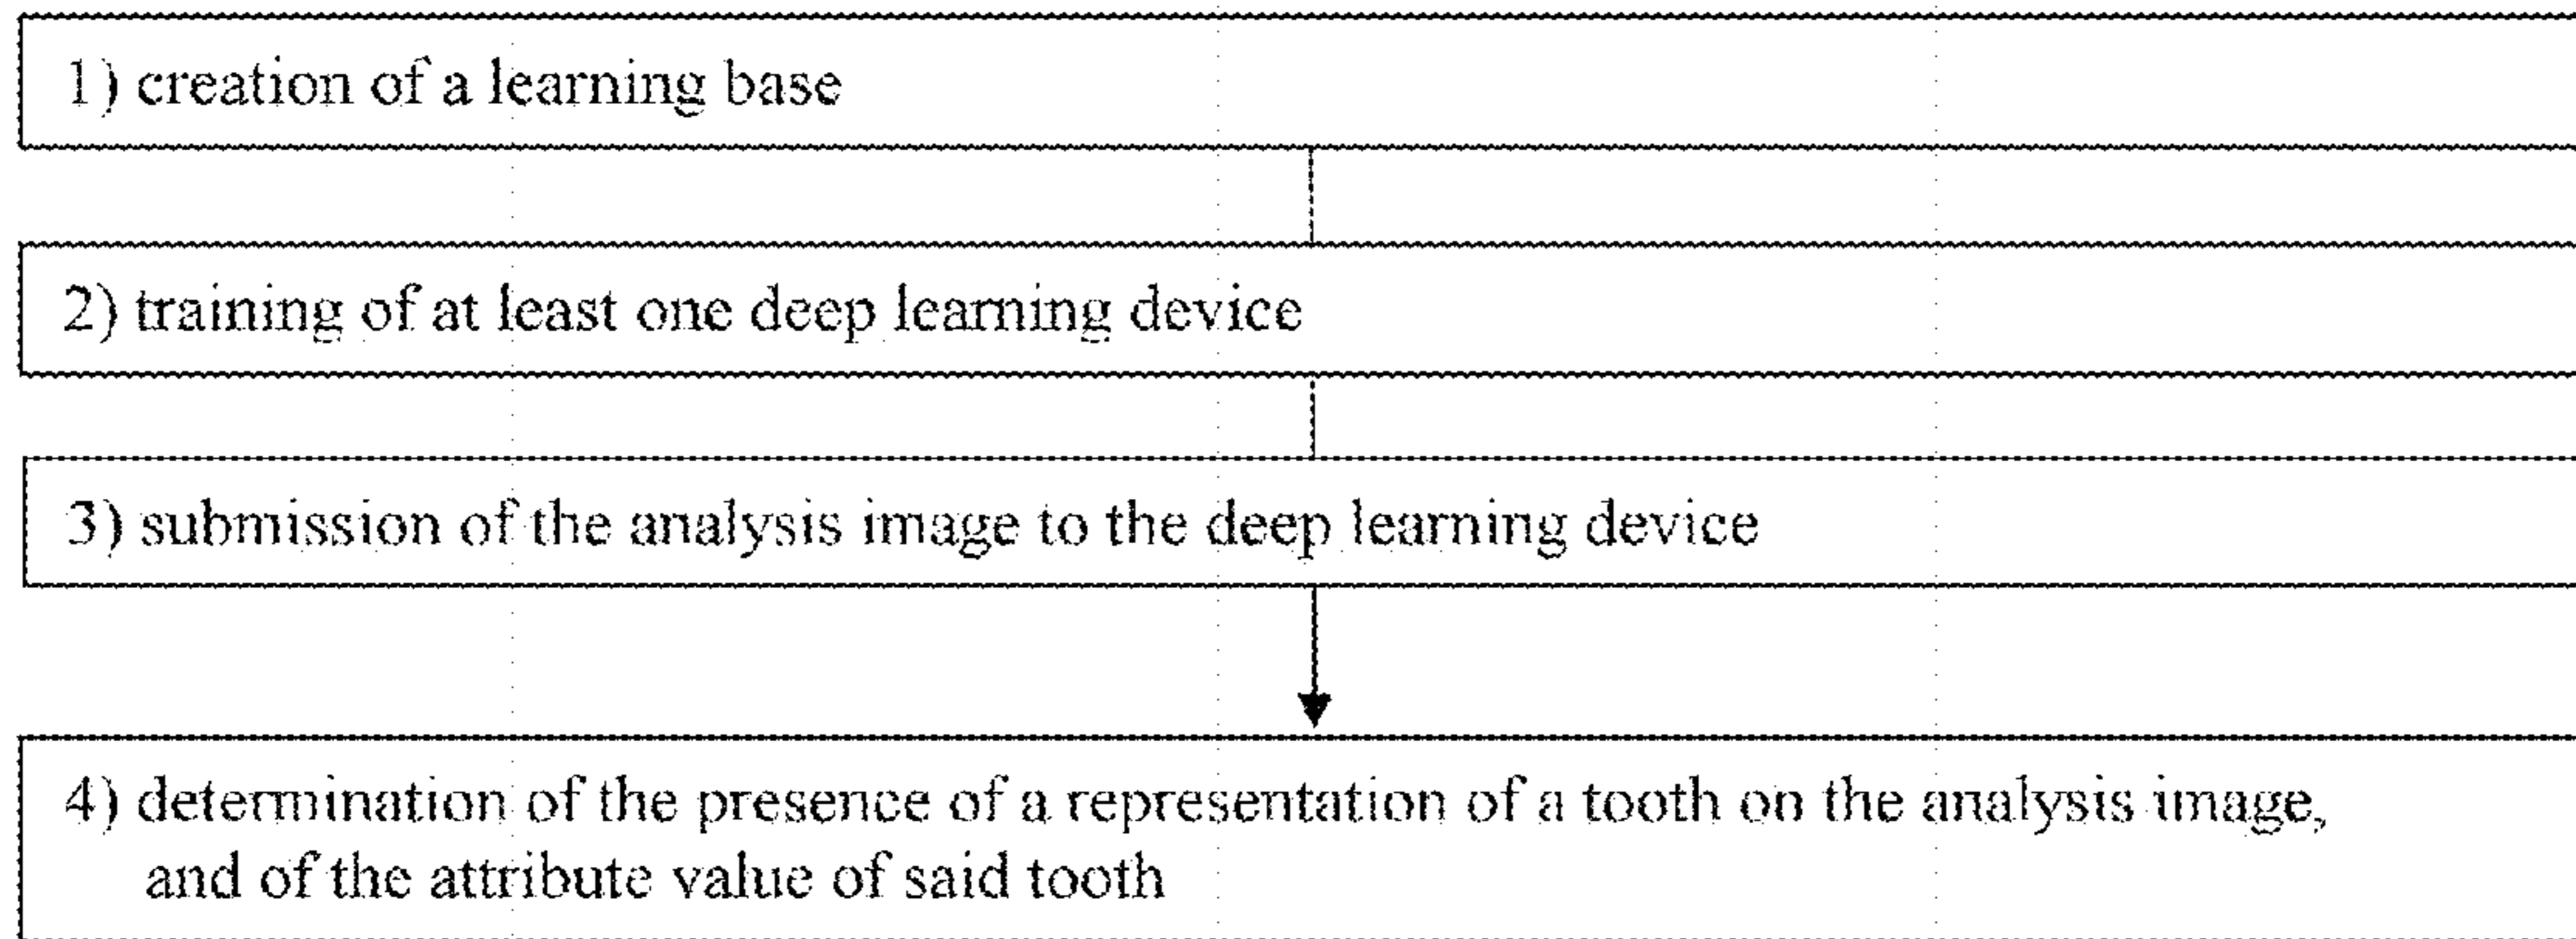 1) creation of a learning base
2) training of at least one deep learning device
3) submission of the analysis image to the deep learning device
4) determination of the presence of a representation of a tooth on the analysis image,
and of the attribute value of said tooth